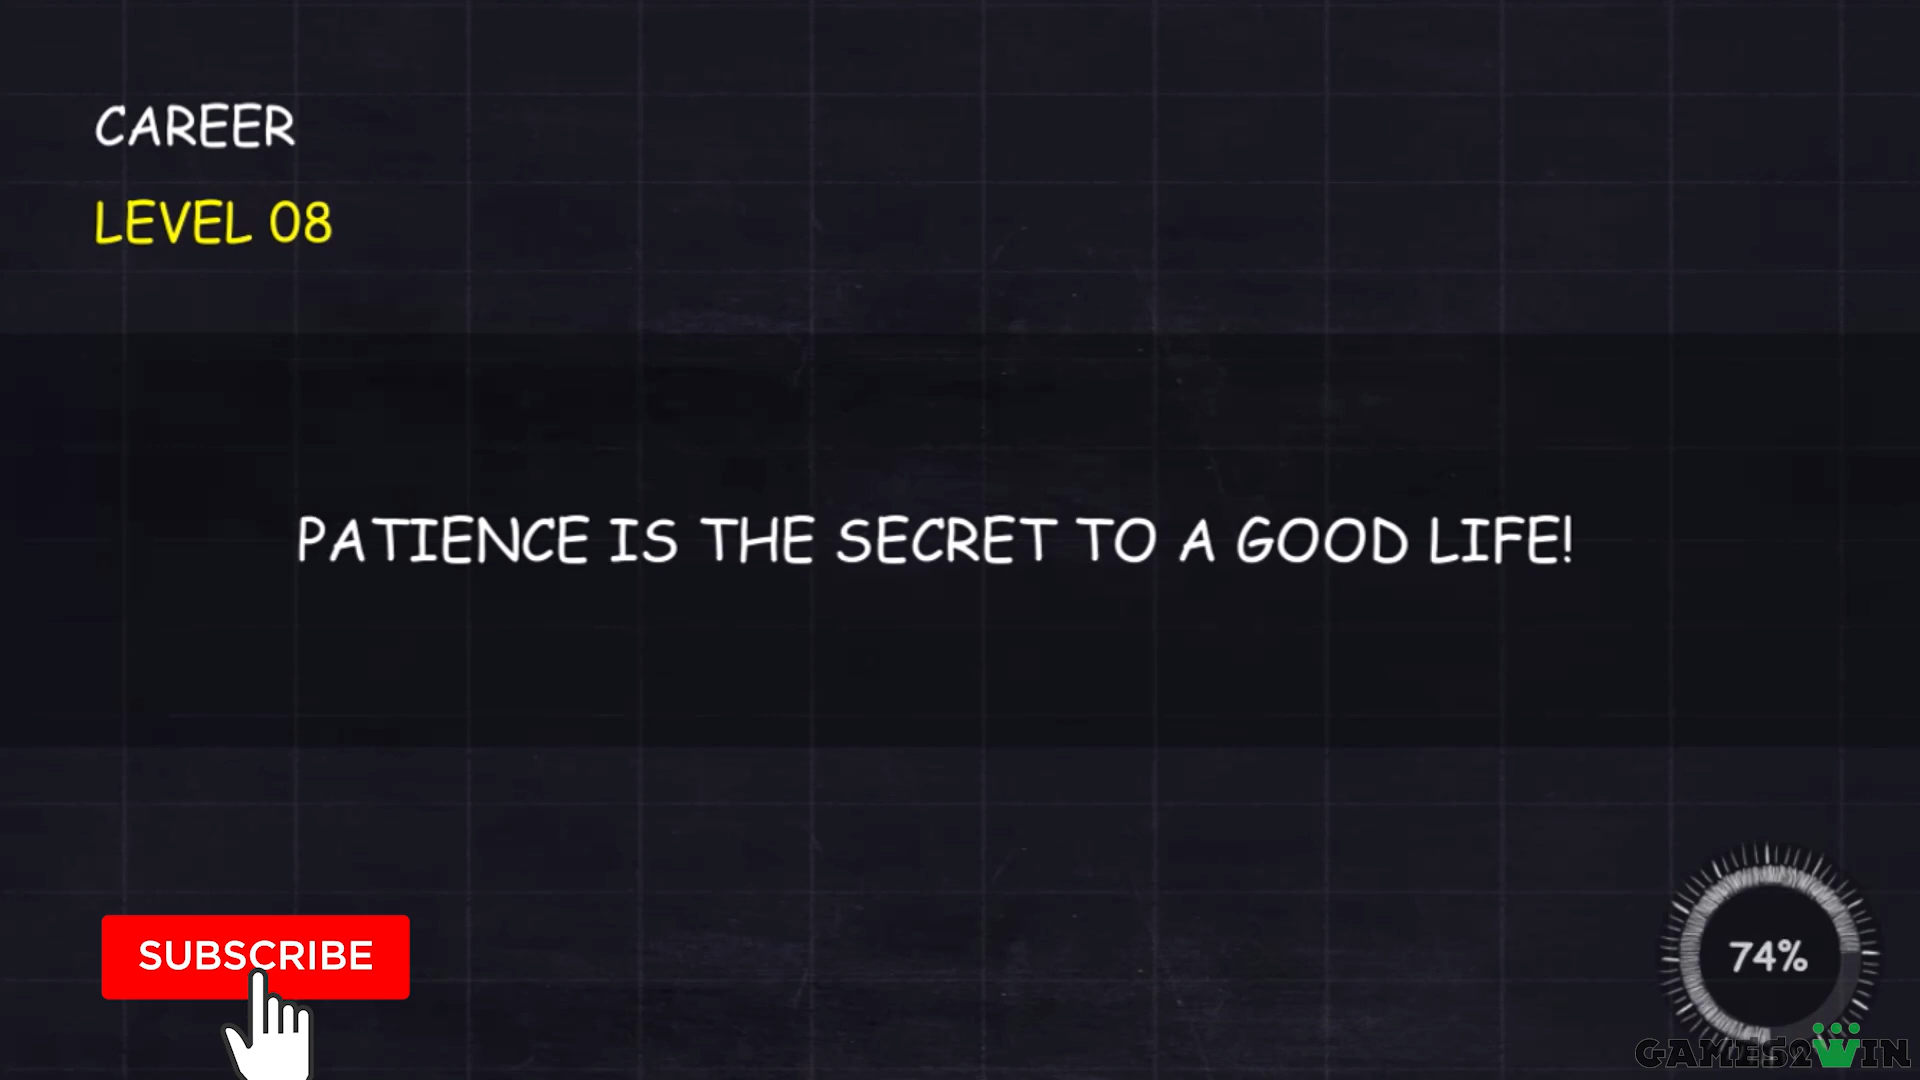 CAREER
LEVEL 08
PATIENCE IS THE SECRET TO A GOOD LIFE!
SUBSCRIBE
74%
GAMES2WIN